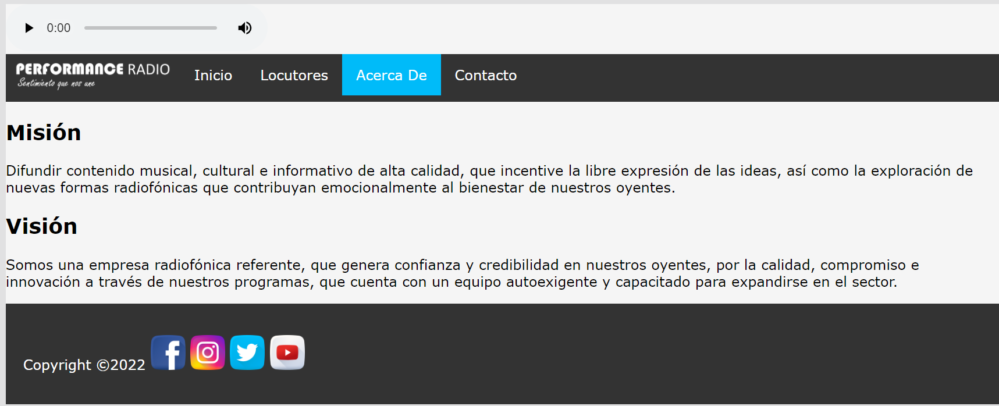 0:00
PERFORMANCE RADIO
Sentimiento que nos une
Inicio Locutores Acerca De Contacto
Misión
Difundir contenido musical, cultural e informativo de alta calidad, que incentive la libre expresión de las ideas, así como la exploración de
nuevas formas radiofónicas que contribuyan emocionalmente al bienestar de nuestros oyentes.
Visión
Somos una empresa radiofónica referente, que genera confianza y credibilidad en nuestros oyentes, por la calidad, compromiso e
innovación a través de nuestros programas, que cuenta con un equipo autoexigente y capacitado para expandirse en el sector.
Copyright ©2022